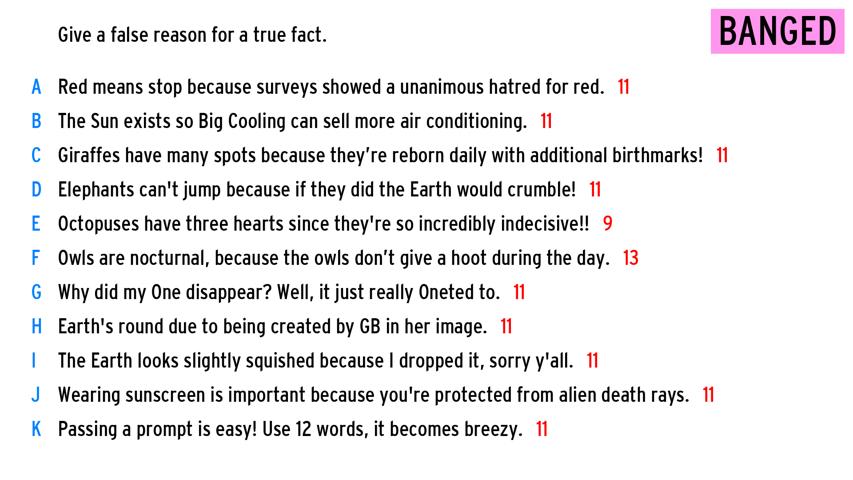 Give a false reason for a true fact.
BANGED
A Red means stop because surveys showed a unanimous hatred for red. 11
B The Sun exists so Big Cooling can sell more air conditioning. 11
C Giraffes have many spots because they’re reborn daily with additional birthmarks! 11
D Elephants can't jump because if they did the Earth would crumble! 11
E Octopuses have three hearts since they're so incredibly indecisive!! 9
F Owls are nocturnal, because the owls don’t give a hoot during the day. 13
G Why did my One disappear? Well, it just really Oneted to. 11
H Earth's round due to being created by GB in her image. 11
I The Earth looks slightly squished because I dropped it, sorry y'all. 11
J Wearing sunscreen is important because you're protected from alien death rays. 11
K Passing a prompt is easy! Use 12 words, it becomes breezy. 11